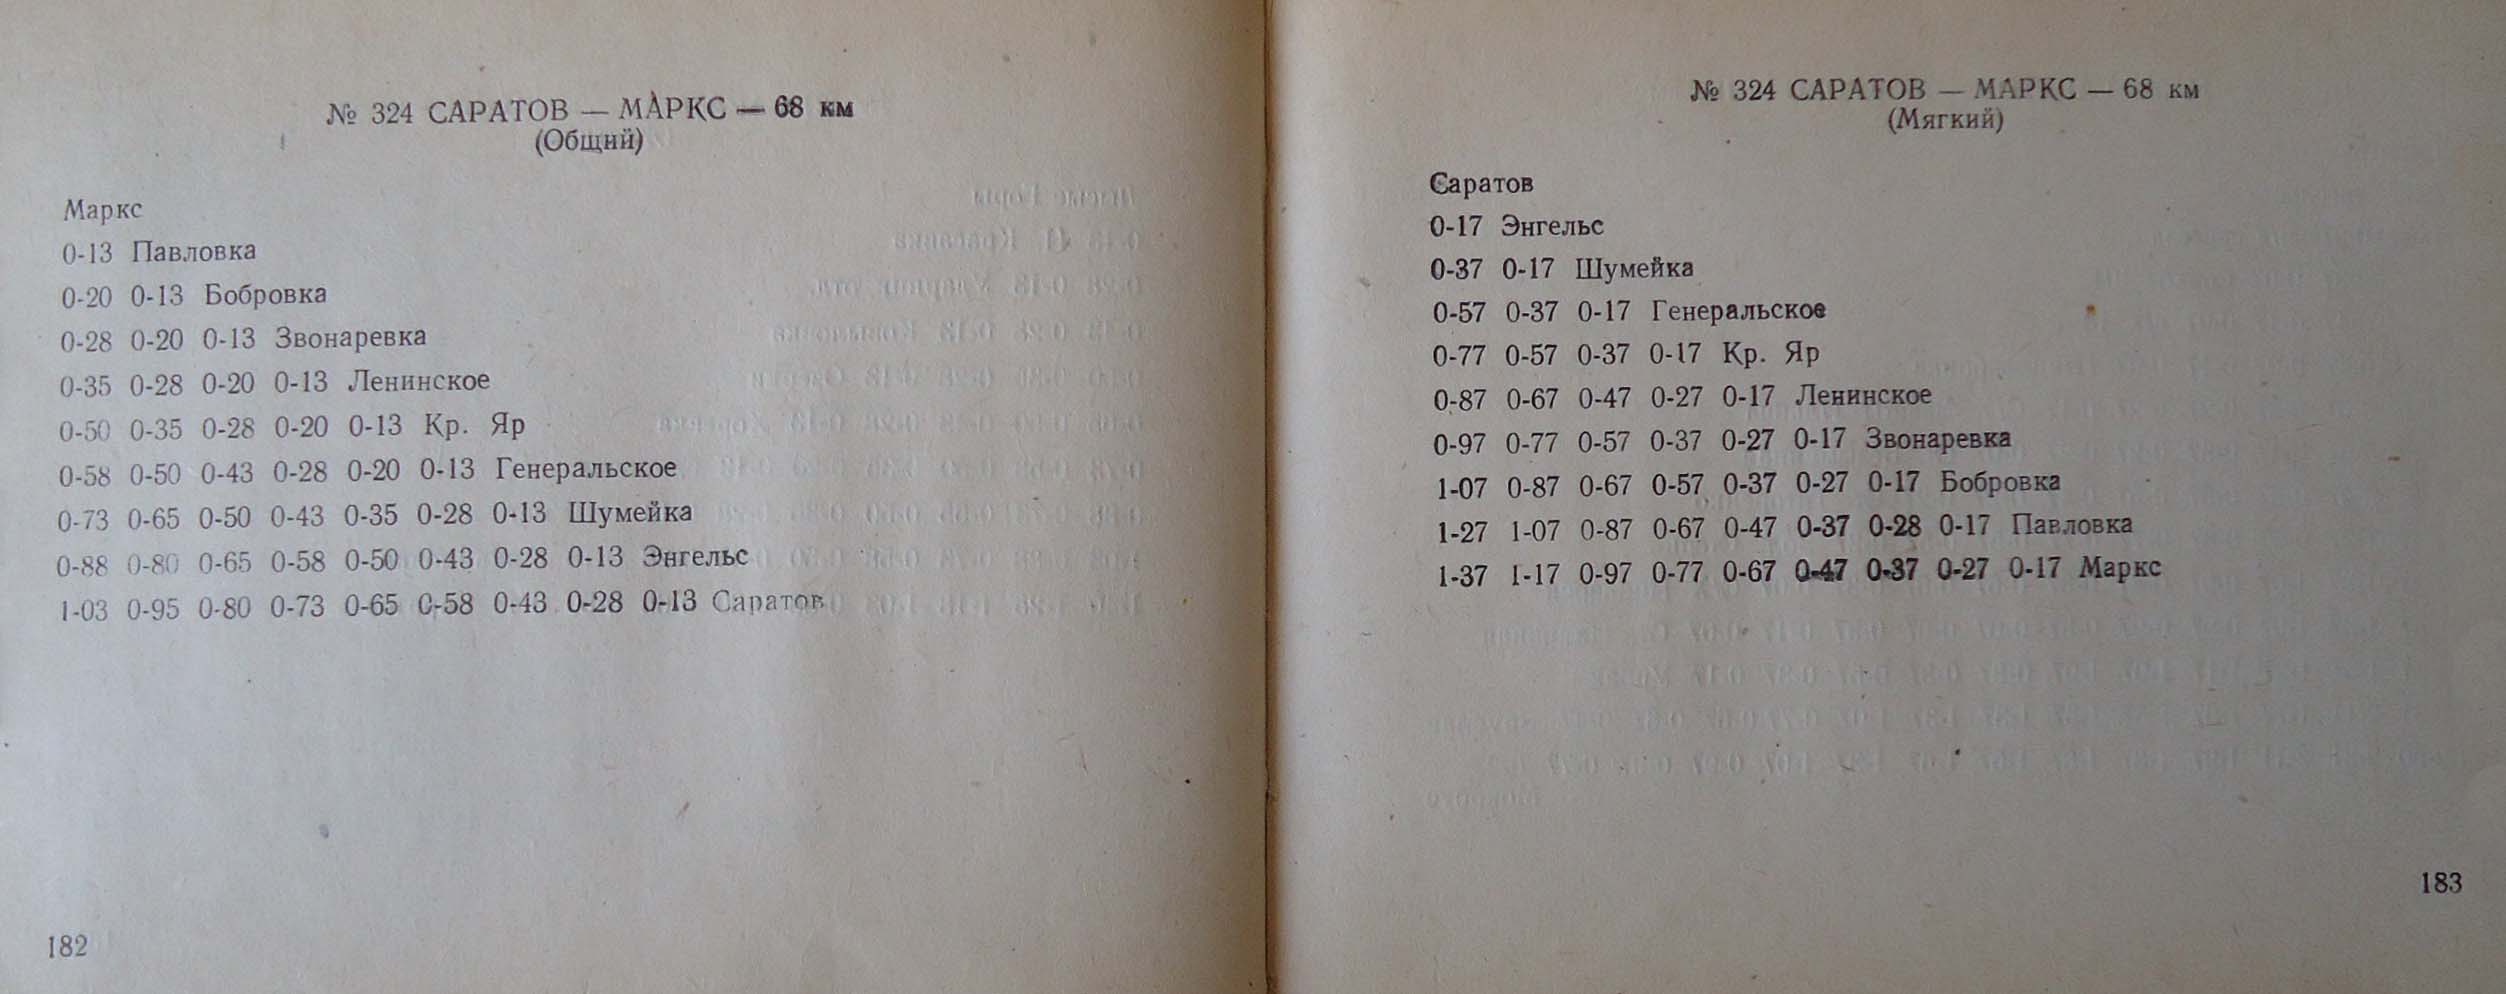 № 324 САРАТОВ — МАРКС — 68 км
(Общий)
Маркс
0-13 Павловка
0-20 0-13 Бобровка
0-28 0-20 0-13 Звонаревка
0-35 0-28 0-20 0-13 Ленинское
0-50 0-35 0-28 0-20 0-13 Кр. Яр
0-58 0-50 0-43 0-28 0-20 0-13 Генеральское
0-73 0-65 0-50 0-43 0-35 0-28 0-13 Шумейка
0-88 0-80 0-65 0-58 0-50 0-43 0-28 0-13 Энгельс
1-03 0-95 0-80 0-73 0-65 0-58 0-43 0-28 0-13 Саратов
182
№ 324 САРАТОВ — МАРКС — 68 км
(Мягкий)
Саратов
0-17 Энгельс
0-37 0-17 Шумейка
0-57 0-37 0-17 Генеральское
0-77 0-57 0-37 0-17 Кр. Яр
0-87 0-67 0-47 0-27 0-17 Ленинское
0-97 0-77 0-57 0-37 0-27 0-17 Звонаревка
1-07 0-87 0-67 0-57 0-37 0-27 0-17 Бобровка
1-27 1-07 0-87 0-67 0-47 0-37 0-28 0-17 Павловка
1-37 1-17 0-97 0-77 0-67 0-47 0-37 0-27 0-17 Маркс
183